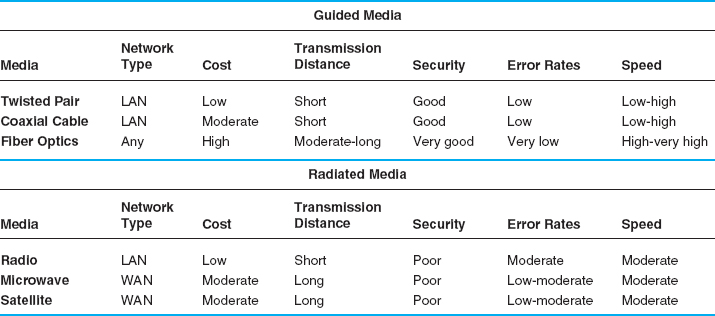 Guided Media
Network Transmission
Media Type Cost Distance Security Error Rates Speed
Twisted Pair LAN Low Short Good Low Low-high
Coaxial Cable LAN Moderate Short Good Low Low-high
Fiber Optics Any High Moderate-long Very good Very low High-very high
Radiated Media
Network Transmission
Media Type Cost Distance Security Error Rates Speed
Radio LAN Low Short Poor Moderate Moderate
Microwave WAN Moderate Long Poor Low-moderate Moderate
Satellite WAN Moderate Long Poor Low-moderate Moderate